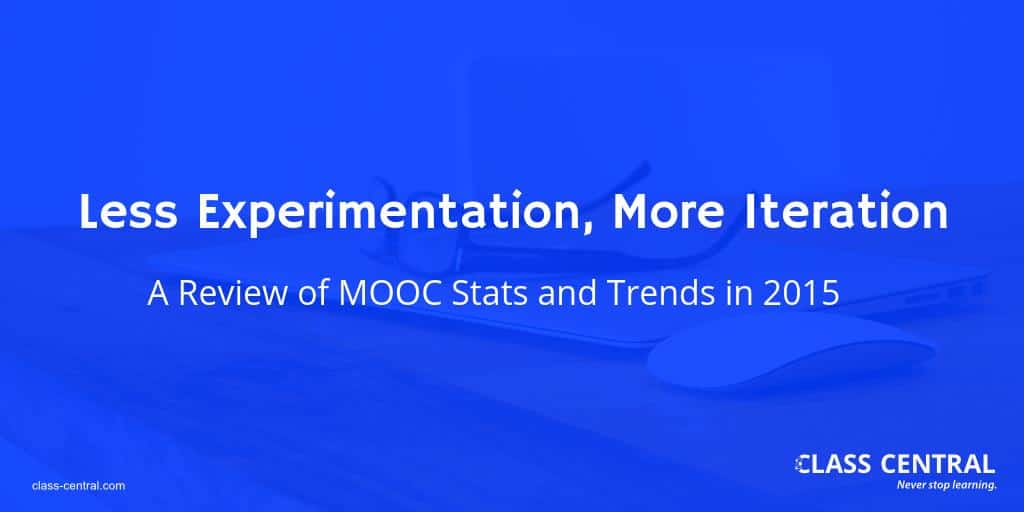 Less Experimentation, More Iteration
A Review of MOOC Stats and Trends in 2015
CLASS CENTRAL
Never stop learning.
class-central.com